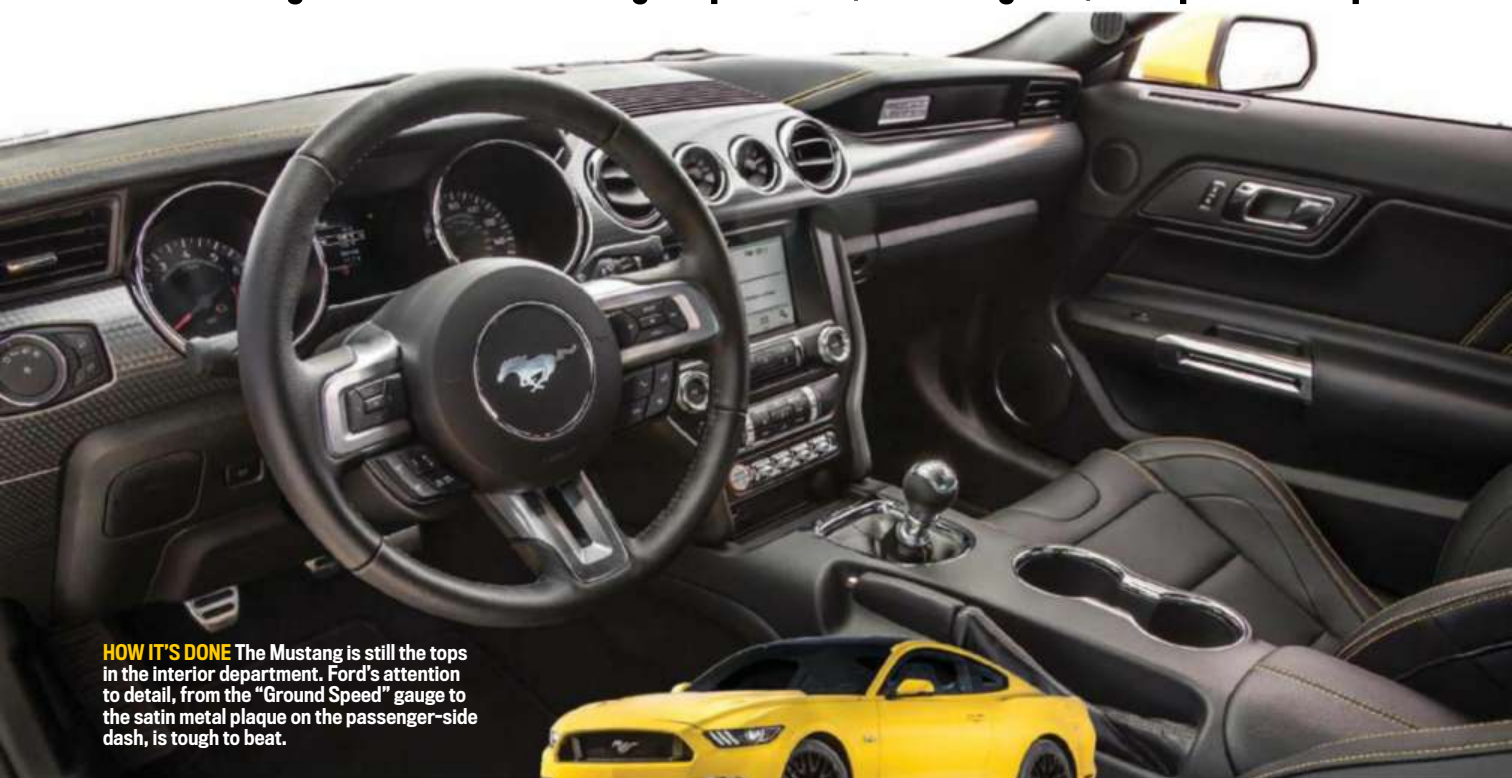 HOW IT'S DONE The Mustang is still the tops
in the interior department. Ford's attention
to detail, from the “Ground Speed” gauge to
the satin metal plaque on the passenger-side
dash, is tough to beat.